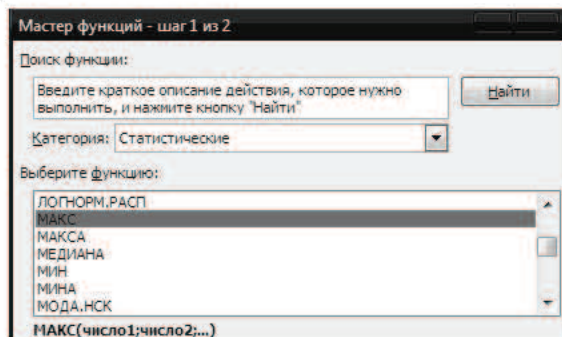 Мастер функций - шаг 1 из 2
Поиск функции:
Введите краткое описание действия, которое нужно
выполнить, и нажмите кнопку "Найти"
Найти
Категория: Статистические
Выберите функцию:
ЛОГНОРМ.РАСП
МАКС
МАКСА
МЕДИАНА
МИН
МИНА
МОДА.НСК
МАКС(число1;число2;...)